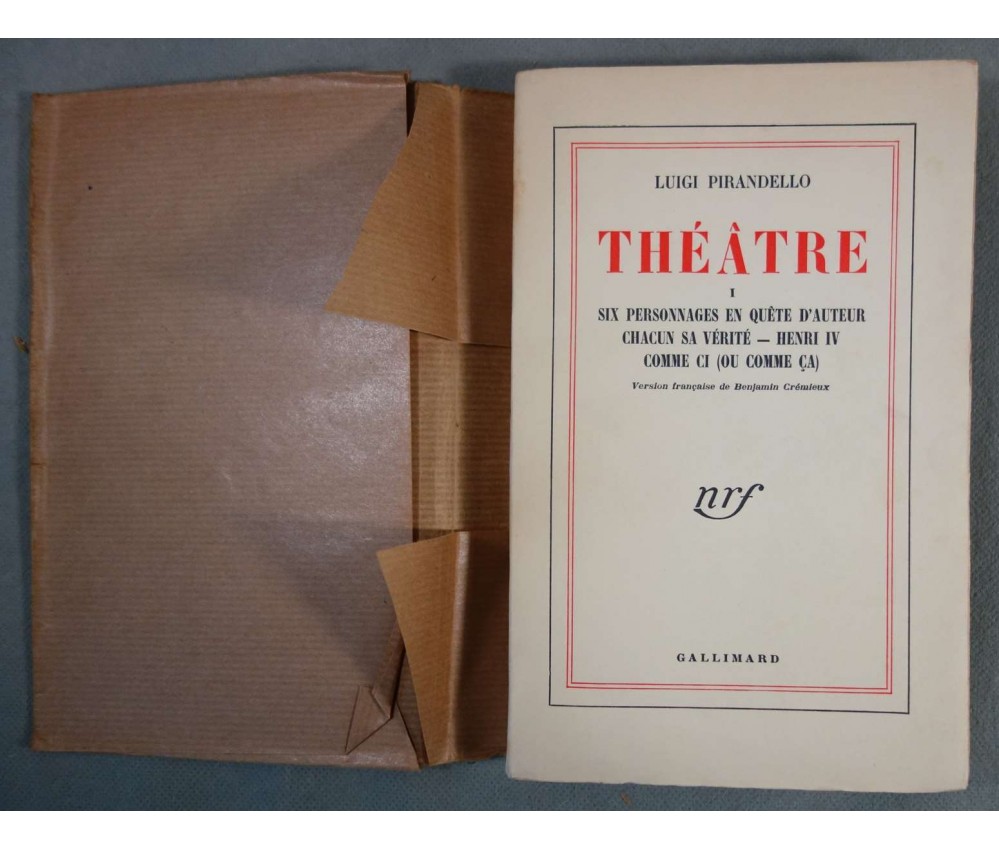 LUIGI PIRANDELLO
THÉÂTRE
I
SIX PERSONNAGES EN QUÊTE D'AUTEUR
CHACUN SA VÉRITÉ — HENRI IV
COMME CI (OU COMME ÇA)
Version française de Benjamin Crémieux
nrf
GALLIMARD